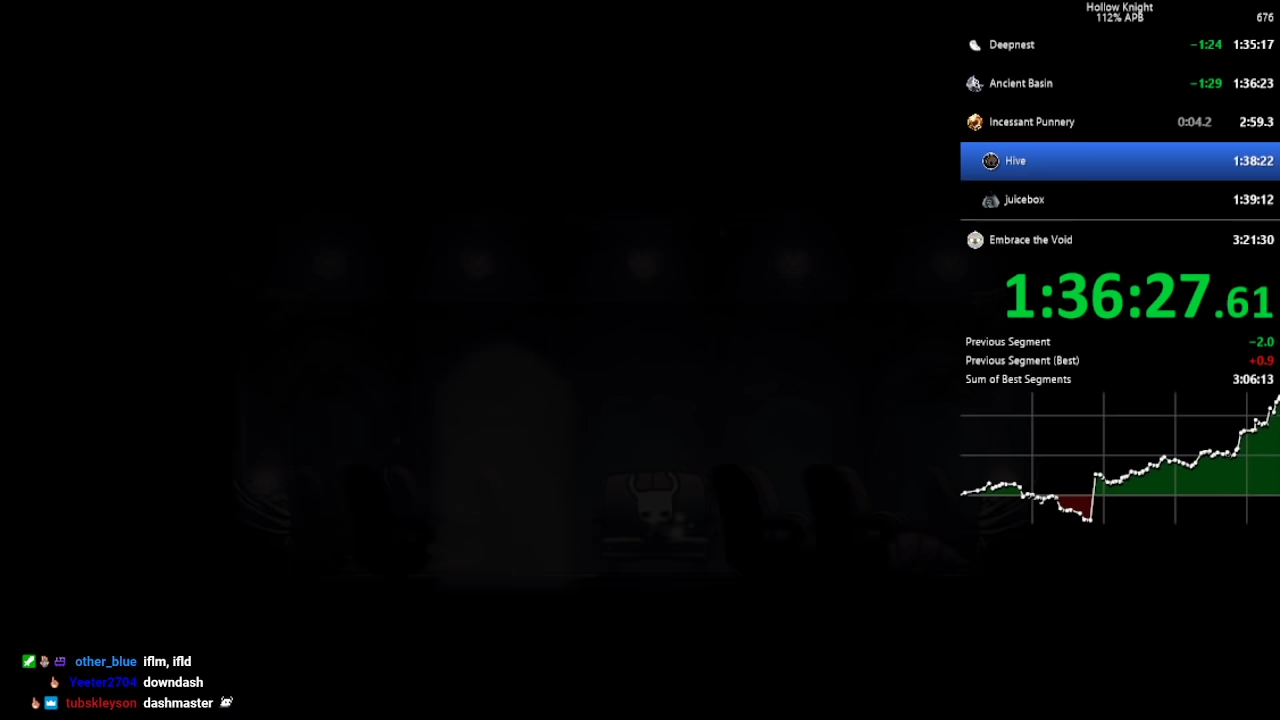 Hollow Knight
112% APB
676
Deepnest −1:24 1:35:17
Ancient Basin −1:29 1:36:23
Incessant Punnery 0:04.2 2:59.3
Hive 1:38:22
juicebox 1:39:12
Embrace the Void 3:21:30
1:36:27.61
Previous Segment −2.0
Previous Segment (Best) +0.9
Sum of Best Segments 3:06:13
other_blue iflm, ifld
Yeeter2704 downdash
tubskleyson dashmaster